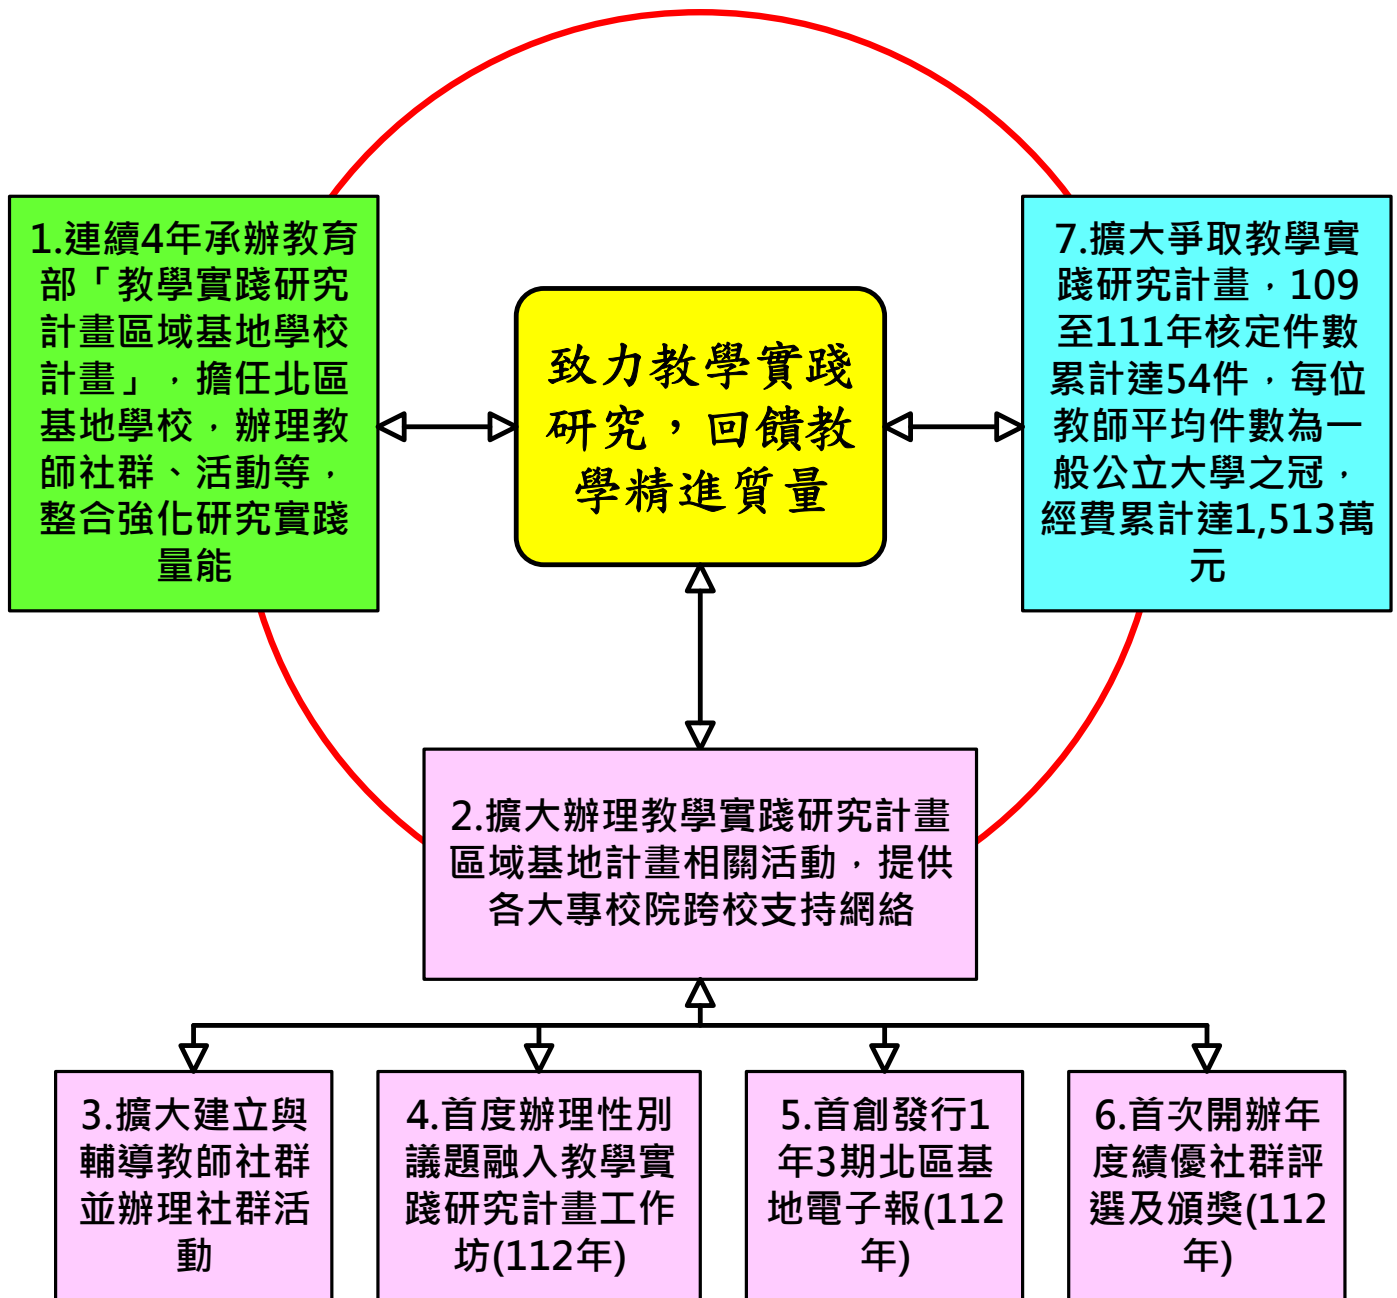 1.連續4年承辦教育
部「教學實踐研究
計畫區域基地學校
計畫」，擔任北區
基地學校，辦理教
師社群、活動等，
整合強化研究實踐
量能
致力教學實踐
研究，回饋教
學精進質量
7.擴大爭取教學實
踐研究計畫，109
至111年核定件數
累計達54件，每位
教師平均件數為一
般公立大學之冠，
經費累計達1,513萬
元
2.擴大辦理教學實踐研究計畫
區域基地計畫相關活動，提供
各大專校院跨校支持網絡
3.擴大建立與
輔導教師社群
並辦理社群活
動
4.首度辦理性別
議題融入教學實
踐研究計畫工作
坊(112年)
5.首創發行1
年3期北區基
地電子報(112
年)
6.首次開辦年
度績優社群評
選及頒獎(112
年)